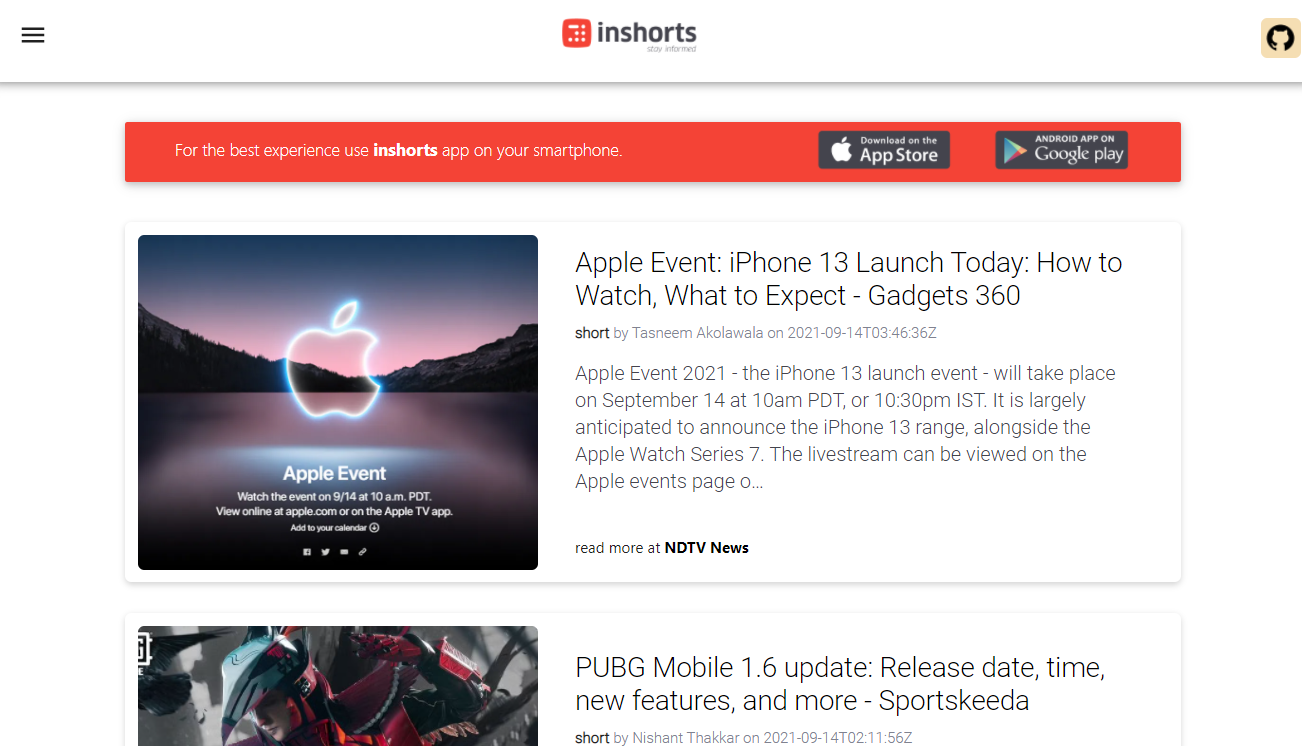 inshorts
stay informed
For the best experience use inshorts app on your smartphone.
Download on the
App Store
ANDROID APP ON
Google play
Apple Event
Watch the event on 9/14 at 10 a.m. PDT.
View online at apple.com or on the Apple TV app.
Add to your calendar
Apple Event: iPhone 13 Launch Today: How to
Watch, What to Expect - Gadgets 360
short by Tasneem Akolawala on 2021-09-14T03:46:36Z
Apple Event 2021 - the iPhone 13 launch event - will take place
on September 14 at 10am PDT, or 10:30pm IST. It is largely
anticipated to announce the iPhone 13 range, alongside the
Apple Watch Series 7. The livestream can be viewed on the
Apple events page o…
read more at NDTV News
PUBG Mobile 1.6 update: Release date, time,
new features, and more - Sportskeeda
short by Nishant Thakkar on 2021-09-14T02:11:56Z